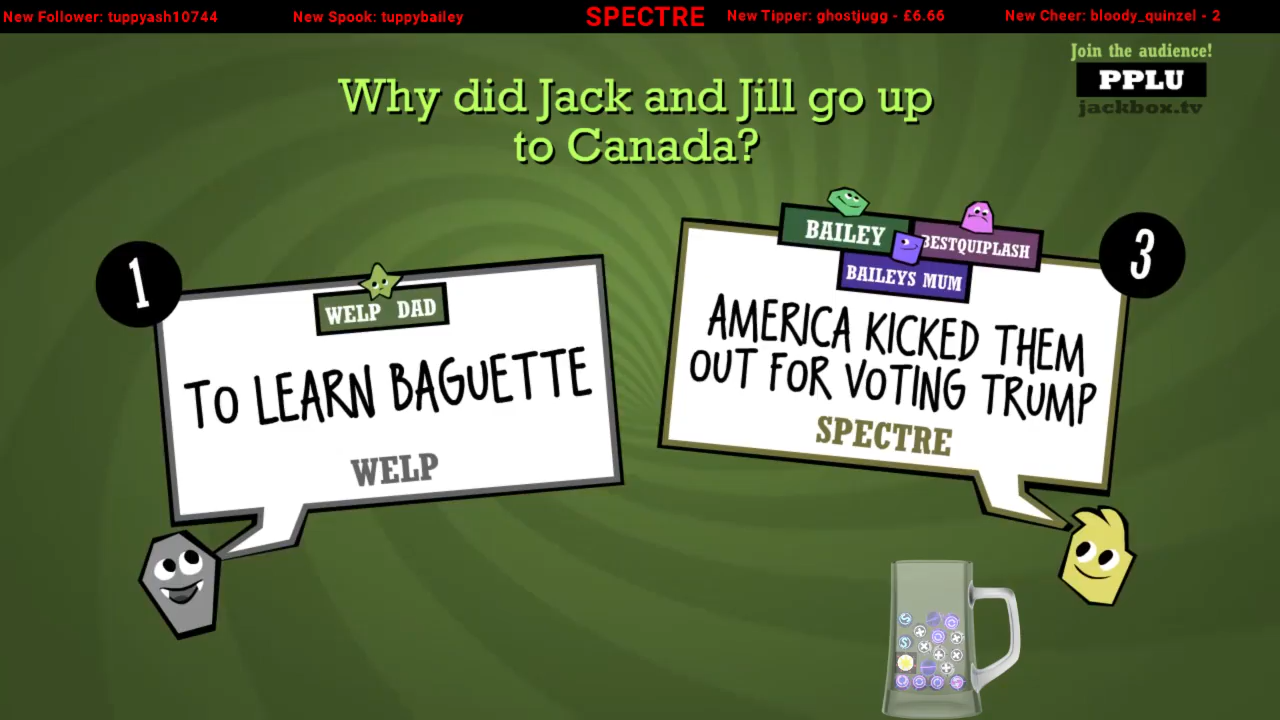 New Follower: tuppyash10744
New Spook: tuppybailey
SPECTRE
New Tipper: ghostjugg - £6.66
New Cheer: bloody_quinzel - 2
Join the audience!
PPLU
jackbox.tv
Why did Jack and Jill go up
to Canada?
1
WELP DAD
TO LEARN BAGUETTE
WELP
3
BAILEY
BESTQUIPLASH
BAILEYS MUM
AMERICA KICKED THEM
OUT FOR VOTING TRUMP
SPECTRE